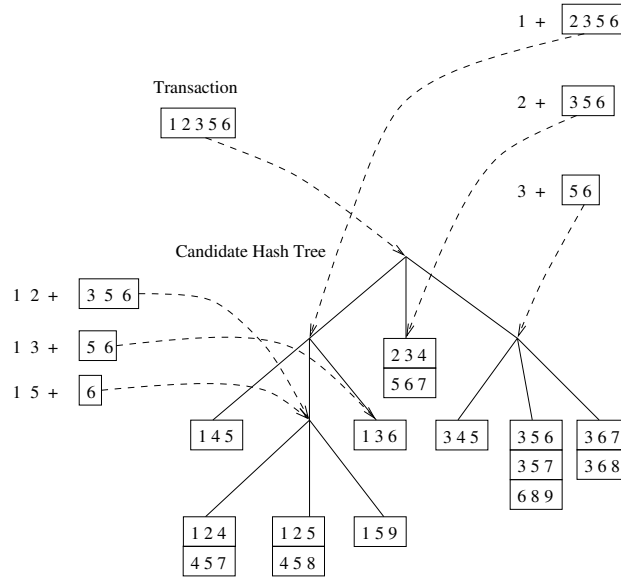 1 + 2 3 5 6
Transaction
1 2 3 5 6
2 + 3 5 6
3 + 5 6
Candidate Hash Tree
1 2 + 3 5 6
1 3 + 5 6
1 5 + 6
2 3 4
5 6 7
1 4 5
1 3 6
3 4 5
3 5 6
3 6 7
3 5 7
3 6 8
6 8 9
1 2 4
1 2 5
1 5 9
4 5 7
4 5 8